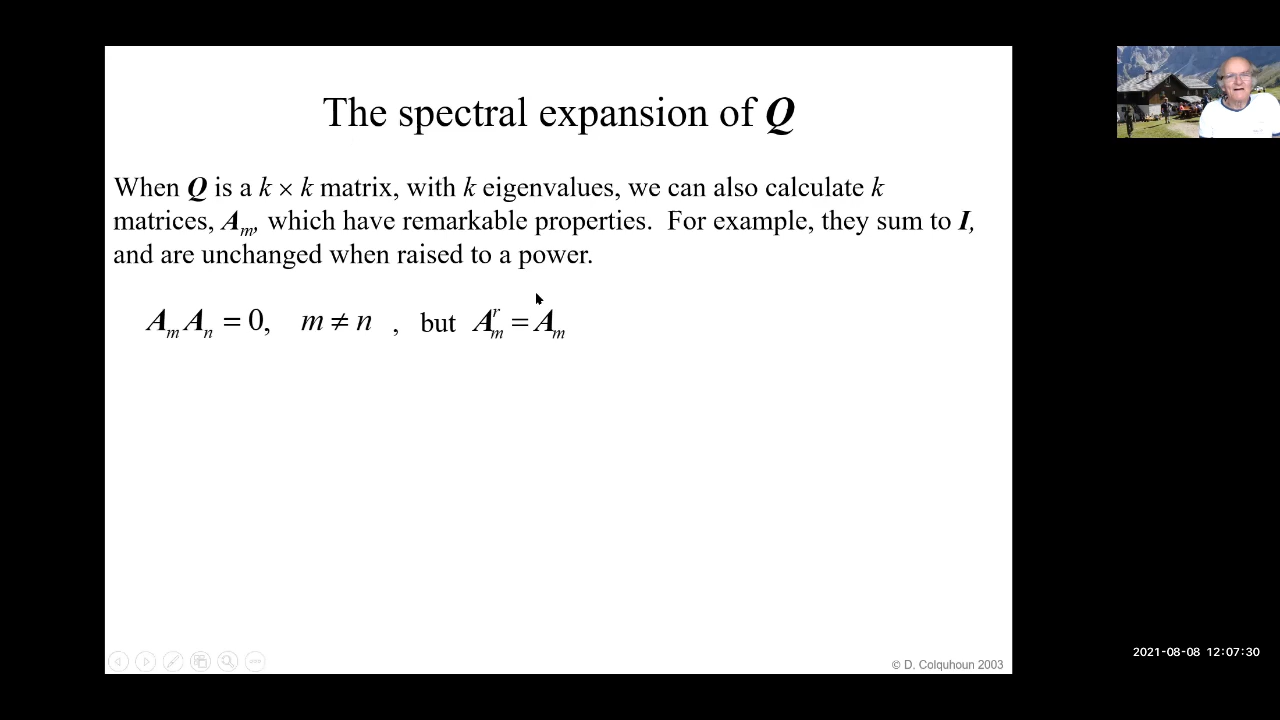 The spectral expansion of Q
When Q is a k × k matrix, with k eigenvalues, we can also calculate k
matrices, Aₘ, which have remarkable properties. For example, they sum to I,
and are unchanged when raised to a power.
AₘAₙ = 0, m ≠ n , but Aₘʳ = Aₘ
© D. Colquhoun 2003
2021-08-08 12:07:30